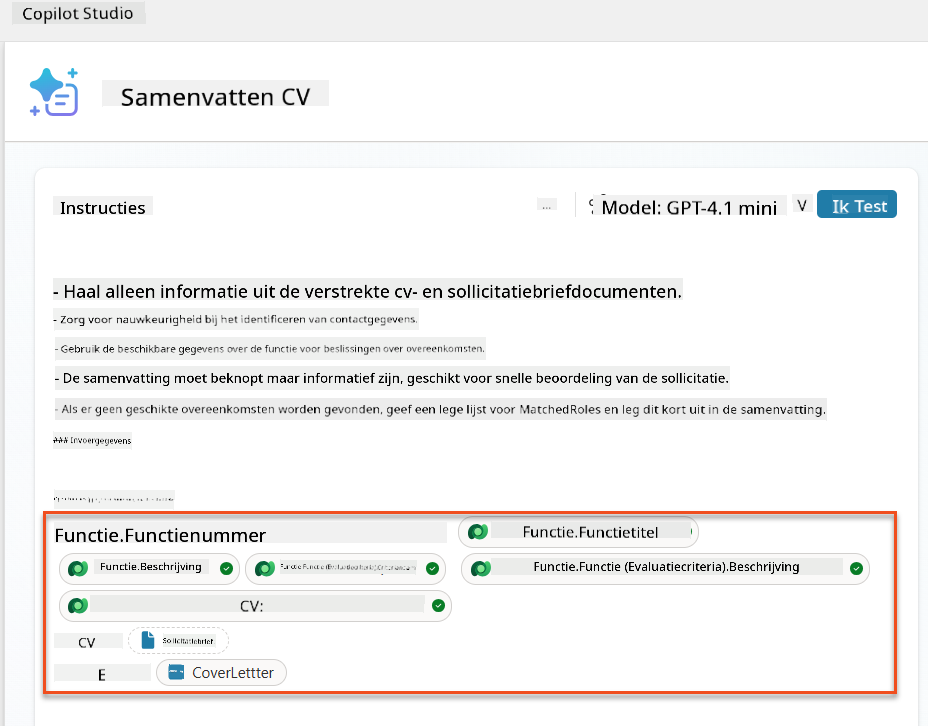 Copilot Studio
Samenvatten CV
Instructies ... Model: GPT-4.1 mini V Ik Test
- Haal alleen informatie uit de verstrekte cv- en sollicitatiebriefdocumenten.
- Zorg voor nauwkeurigheid bij het identificeren van contactgegevens.
- Gebruik de beschikbare gegevens over de functie voor beslissingen over overeenkomsten.
- De samenvatting moet beknopt maar informatief zijn, geschikt voor snelle beoordeling van de sollicitatie.
- Als er geen geschikte overeenkomsten worden gevonden, geef een lege lijst voor MatchedRoles en leg dit kort uit in de samenvatting.
### Invoergegevens
Functie.Functienummer Functie.Functietitel
Functie.Beschrijving Functie.Functie (Evaluatiecriteria). Functie.Functie (Evaluatiecriteria).Beschrijving
CV:
CV Sollicitatiebrief
E CoverLettter